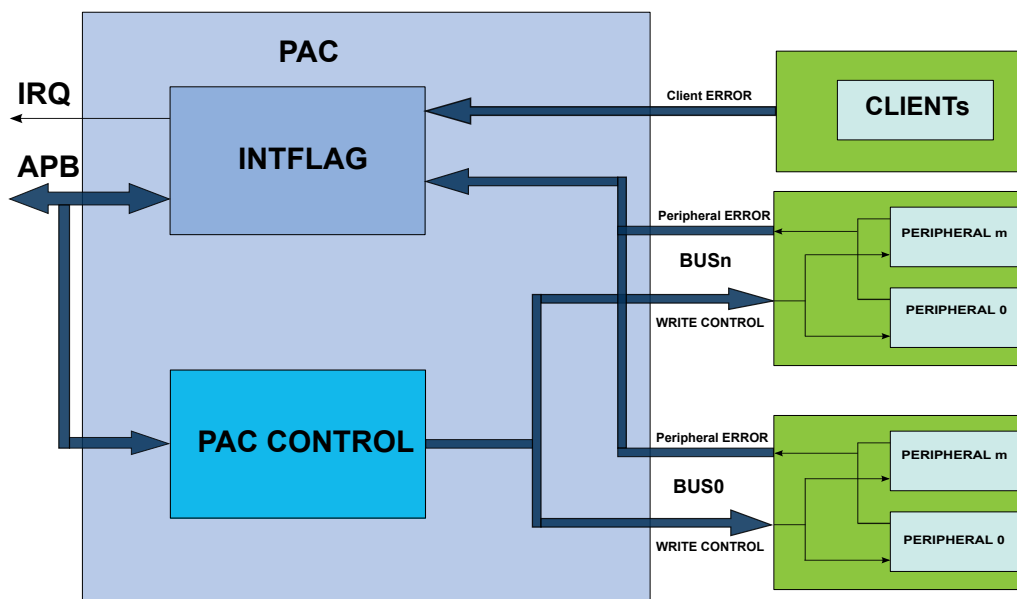 PAC
IRQ
APB
INTFLAG
Client ERROR
CLIENTs
Peripheral ERROR
BUSn
WRITE CONTROL
PERIPHERAL m
PERIPHERAL 0
PAC CONTROL
Peripheral ERROR
BUS0
WRITE CONTROL
PERIPHERAL m
PERIPHERAL 0